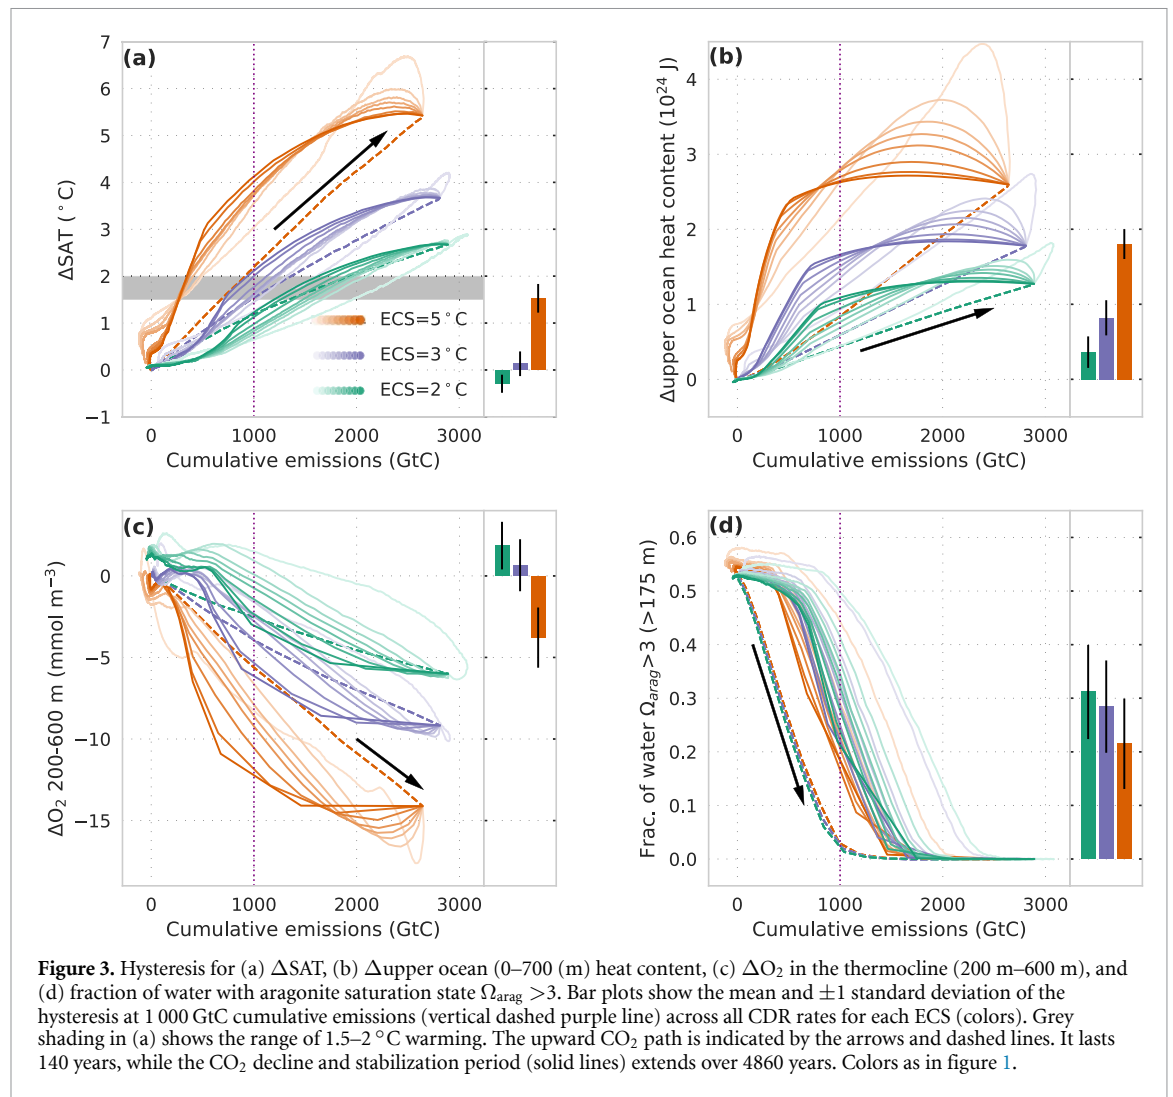 (a)
7
6
5
4
3
2
1
0
−1
ΔSAT (°C)
ECS=5°C
ECS=3°C
ECS=2°C
0 1000 2000 3000
Cumulative emissions (GtC)
(b)
4
3
2
1
0
Δupper ocean heat content (10²⁴ J)
0 1000 2000 3000
Cumulative emissions (GtC)
(c)
0
−5
−10
−15
ΔO₂ 200-600 m (mmol m⁻³)
0 1000 2000 3000
Cumulative emissions (GtC)
(d)
0.6
0.5
0.4
0.3
0.2
0.1
0.0
Frac. of water Ωarag>3 (>175 m)
0 1000 2000 3000
Cumulative emissions (GtC)
Figure 3. Hysteresis for (a) ΔSAT, (b) Δupper ocean (0–700 (m) heat content, (c) ΔO₂ in the thermocline (200 m–600 m), and
(d) fraction of water with aragonite saturation state Ωarag >3. Bar plots show the mean and ±1 standard deviation of the
hysteresis at 1 000 GtC cumulative emissions (vertical dashed purple line) across all CDR rates for each ECS (colors). Grey
shading in (a) shows the range of 1.5–2 °C warming. The upward CO₂ path is indicated by the arrows and dashed lines. It lasts
140 years, while the CO₂ decline and stabilization period (solid lines) extends over 4860 years. Colors as in figure 1.